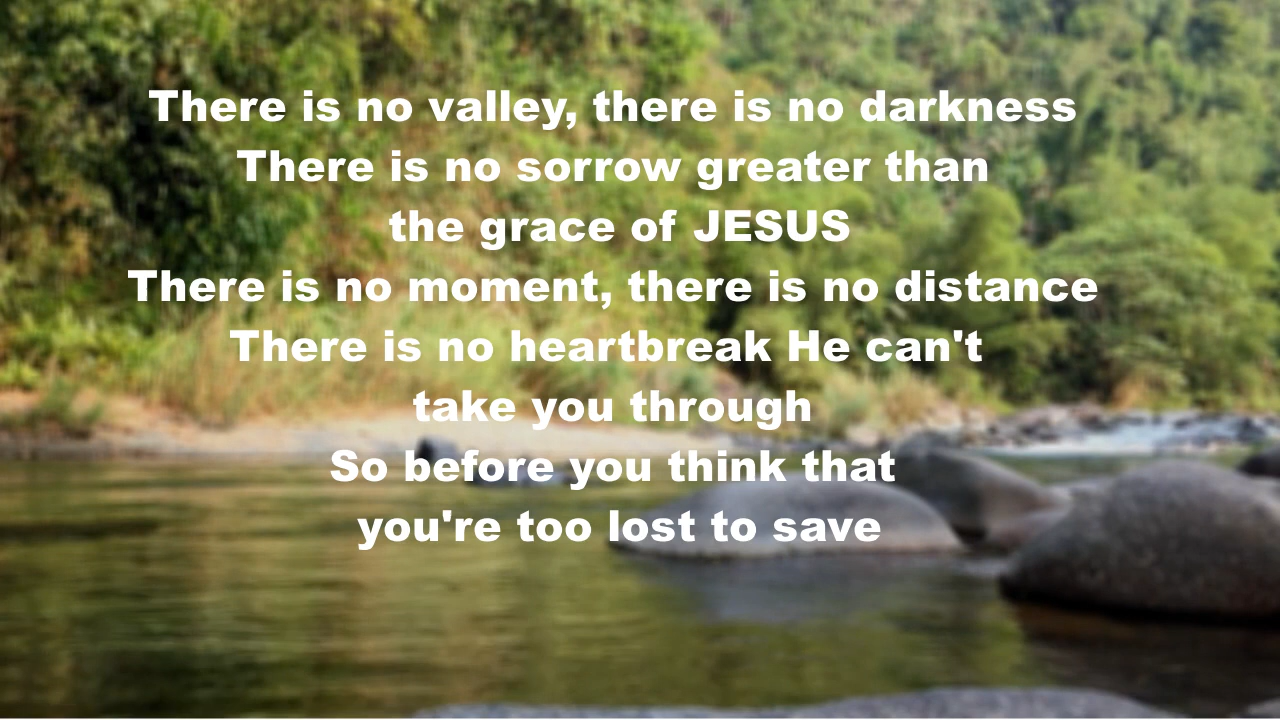 There is no valley, there is no darkness
There is no sorrow greater than
the grace of JESUS
There is no moment, there is no distance
There is no heartbreak He can't
take you through
So before you think that
you're too lost to save